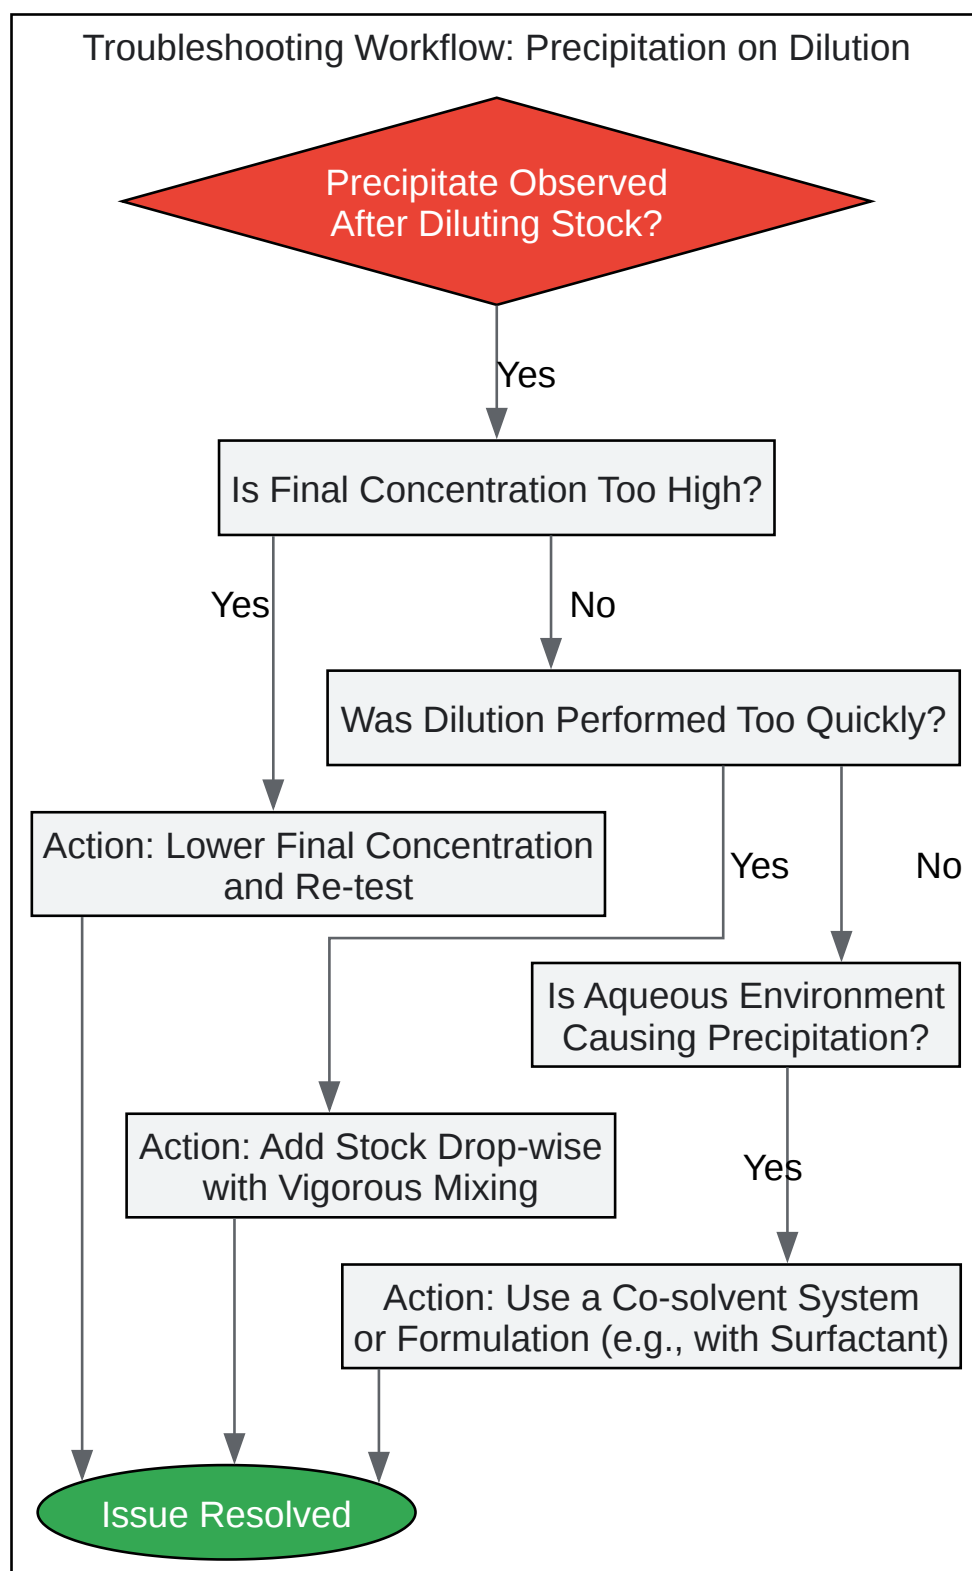 Troubleshooting Workflow: Precipitation on Dilution
Precipitate Observed
After Diluting Stock?
Yes
Is Final Concentration Too High?
Yes
No
Was Dilution Performed Too Quickly?
Action: Lower Final Concentration
and Re-test
Yes
No
Is Aqueous Environment
Causing Precipitation?
Action: Add Stock Drop-wise
with Vigorous Mixing
Yes
Action: Use a Co-solvent System
or Formulation (e.g., with Surfactant)
Issue Resolved